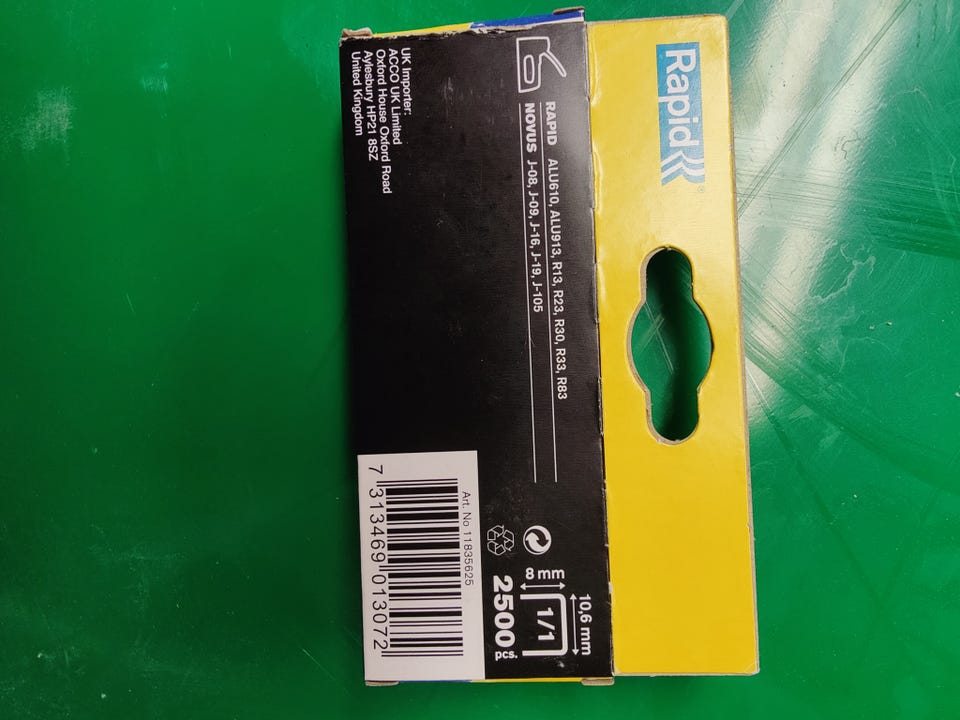 Rapid®
RAPID ALU610, ALU913, R13, R23, R30, R33, R83
NOVUS J-08, J-09, J-16, J-19, J-105
UK Importer:
ACCO UK Limited
Oxford House Oxford Road
Aylesbury HP21 8SZ
United Kingdom
10,6 mm
8 mm
1/1
2500 pcs.
Art. No 11835625
7 313469 013072